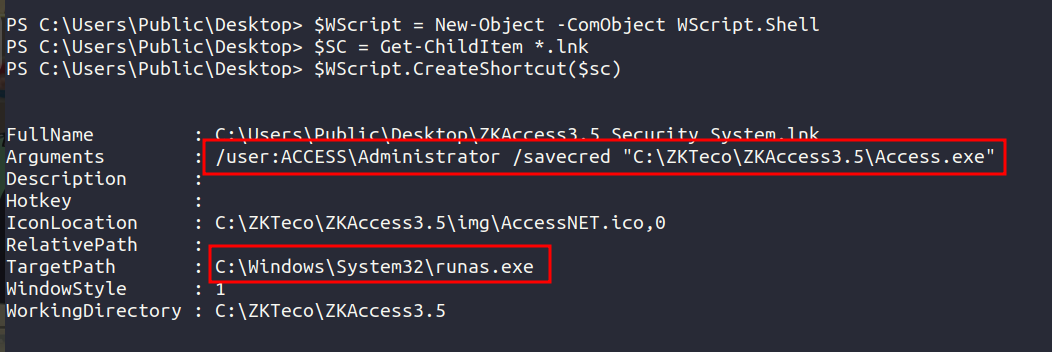 PS C:\Users\Public\Desktop> $WScript = New-Object -ComObject WScript.Shell
PS C:\Users\Public\Desktop> $SC = Get-ChildItem *.lnk
PS C:\Users\Public\Desktop> $WScript.CreateShortcut($sc)
FullName : C:\Users\Public\Desktop\ZKAccess3.5 Security System.lnk
Arguments : /user:ACCESS\Administrator /savecred "C:\ZKTeco\ZKAccess3.5\Access.exe"
Description :
Hotkey :
IconLocation : C:\ZKTeco\ZKAccess3.5\img\AccessNET.ico,0
RelativePath :
TargetPath : C:\Windows\System32\runas.exe
WindowStyle : 1
WorkingDirectory : C:\ZKTeco\ZKAccess3.5